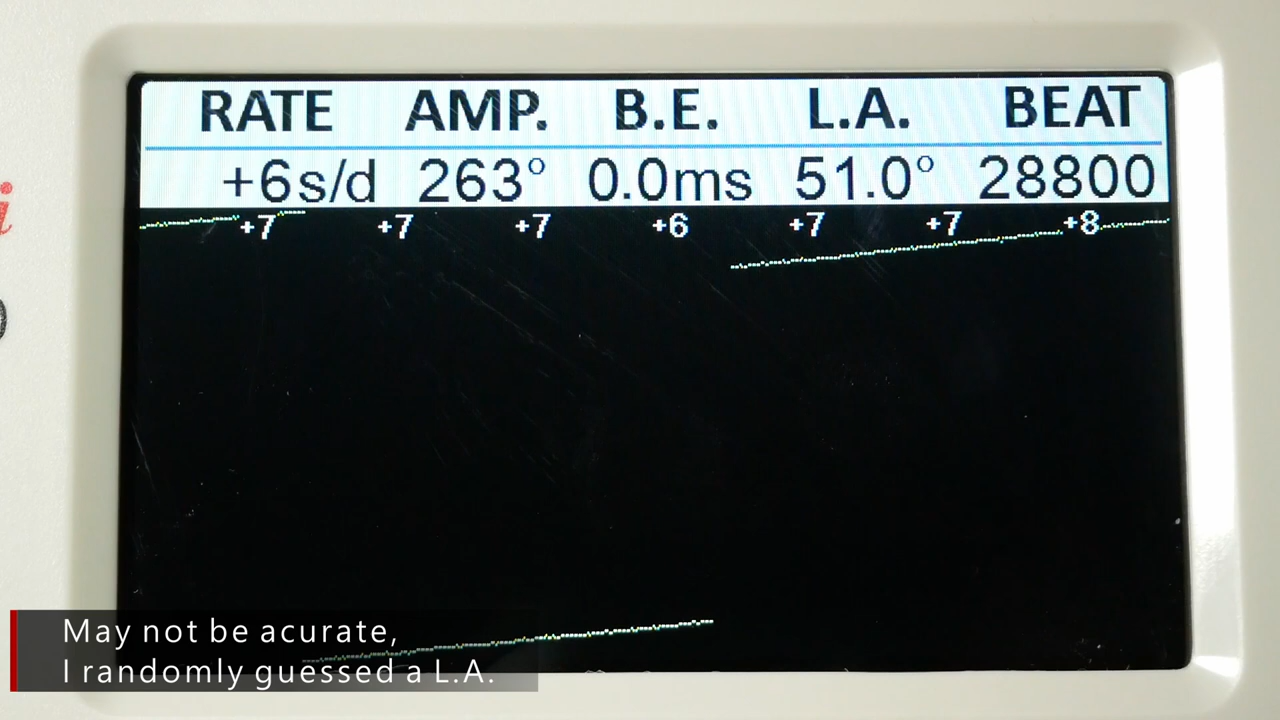 RATE AMP. B.E. L.A. BEAT
+6s/d 263° 0.0ms 51.0° 28800
+7 +7 +7 +6 +7 +7 +8
May not be acurate,
I randomly guessed a L.A.